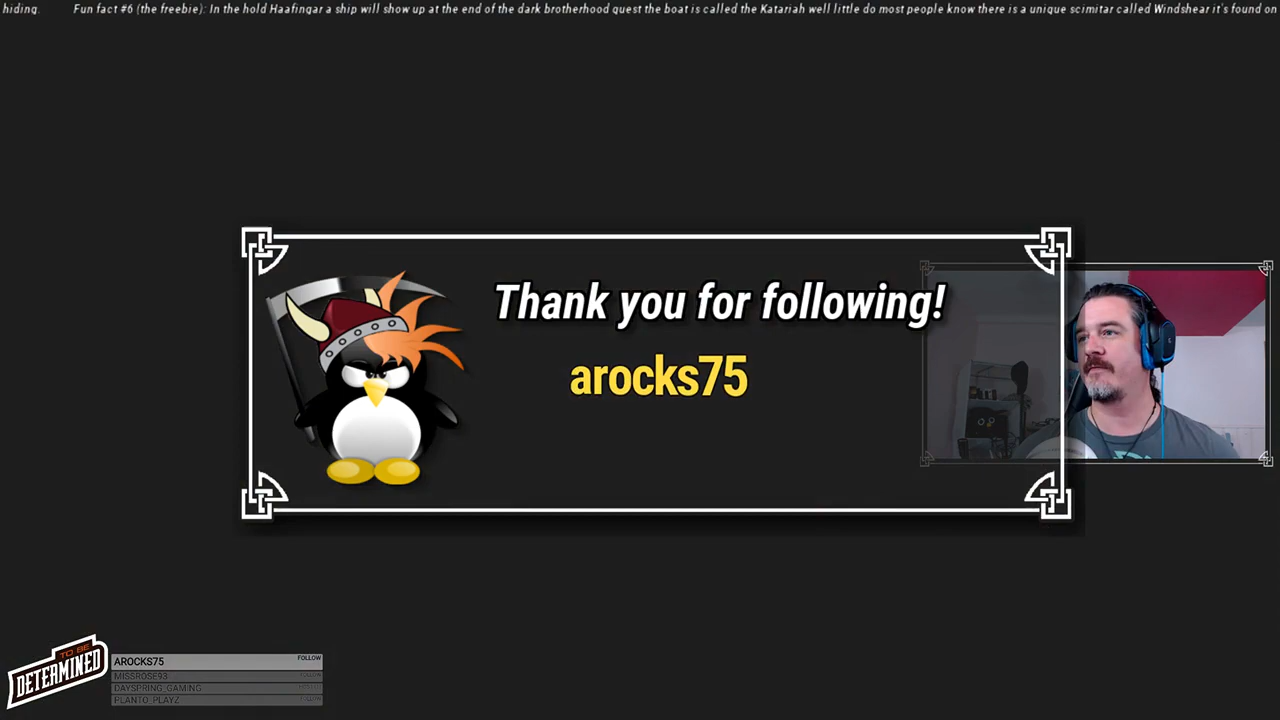 hiding. Fun fact #6 (the freebie): In the hold Haafingar a ship will show up at the end of the dark brotherhood quest the boat is called the Katariah well little do most people know there is a unique scimitar called Windshear it's found on
Thank you for following!
arocks75
TO BE
DETERMINED
AROCKS75 FOLLOW
MISSROSE93 FOLLOW
DAYSPRING_GAMING
PLANTO_PLAYZ FOLLOW